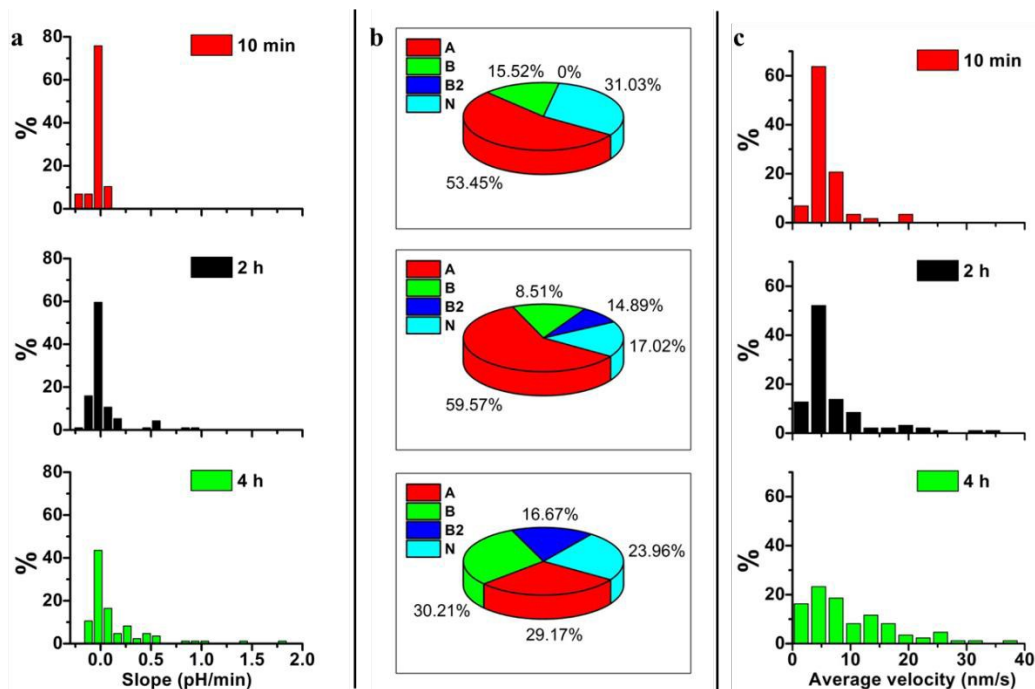 a
80
60
40
20
0
%
10 min
80
60
40
20
0
%
2 h
80
60
40
20
0
%
4 h
0.0 0.5 1.0 1.5 2.0
Slope (pH/min)
b
A
B
B2
N
15.52% 0% 31.03%
53.45%
A
B
B2
N
8.51% 14.89%
17.02%
59.57%
A
B
B2
N
16.67%
23.96%
30.21%
29.17%
c
60
40
20
0
%
10 min
60
40
20
0
%
2 h
60
40
20
0
%
4 h
0 10 20 30 40
Average velocity (nm/s)